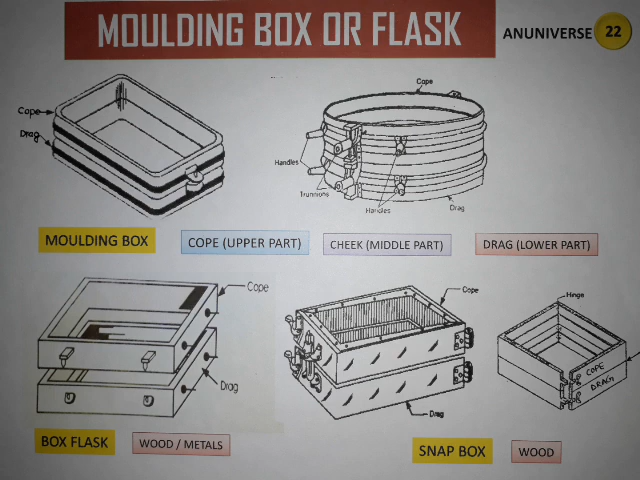 MOULDING BOX OR FLASK
ANUNIVERSE 22
Cope
Drag
Cope
Handles
Trunnions
Handles
Drag
MOULDING BOX
COPE (UPPER PART)
CHEEK (MIDDLE PART)
DRAG (LOWER PART)
Cope
Drag
Cope
Drag
Hinge
COPE
DRAG
BOX FLASK
WOOD / METALS
SNAP BOX
WOOD